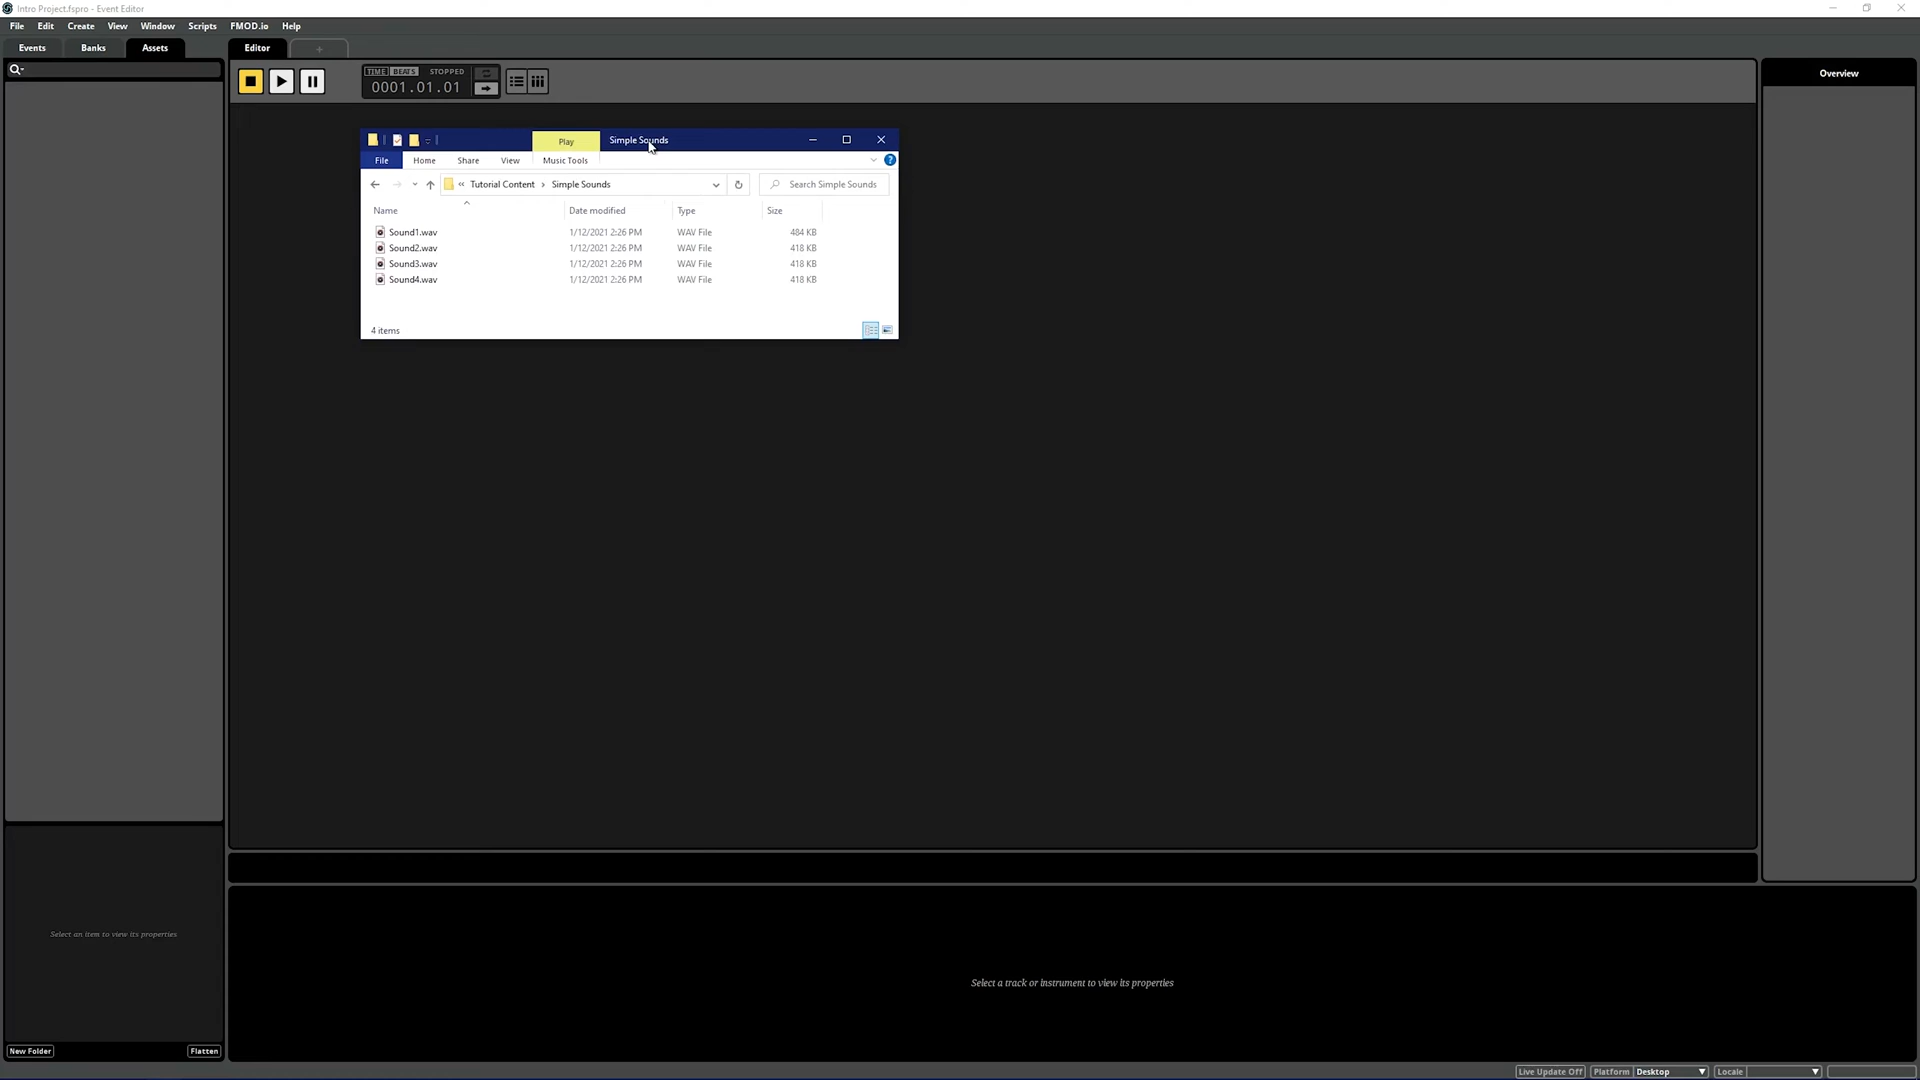 Intro Project.fspro - Event Editor
File Edit Create View Window Scripts FMOD.io Help
Events Banks Assets Editor +
TIME BEATS STOPPED
0001.01.01
Overview
Play Simple Sounds
File Home Share View Music Tools
« Tutorial Content > Simple Sounds Search Simple Sounds
Name Date modified Type Size
Sound1.wav 1/12/2021 2:26 PM WAV File 484 KB
Sound2.wav 1/12/2021 2:26 PM WAV File 418 KB
Sound3.wav 1/12/2021 2:26 PM WAV File 418 KB
Sound4.wav 1/12/2021 2:26 PM WAV File 418 KB
4 items
Select an item to view its properties
Select a track or instrument to view its properties
New Folder Flatten
Live Update Off Platform Desktop Locale